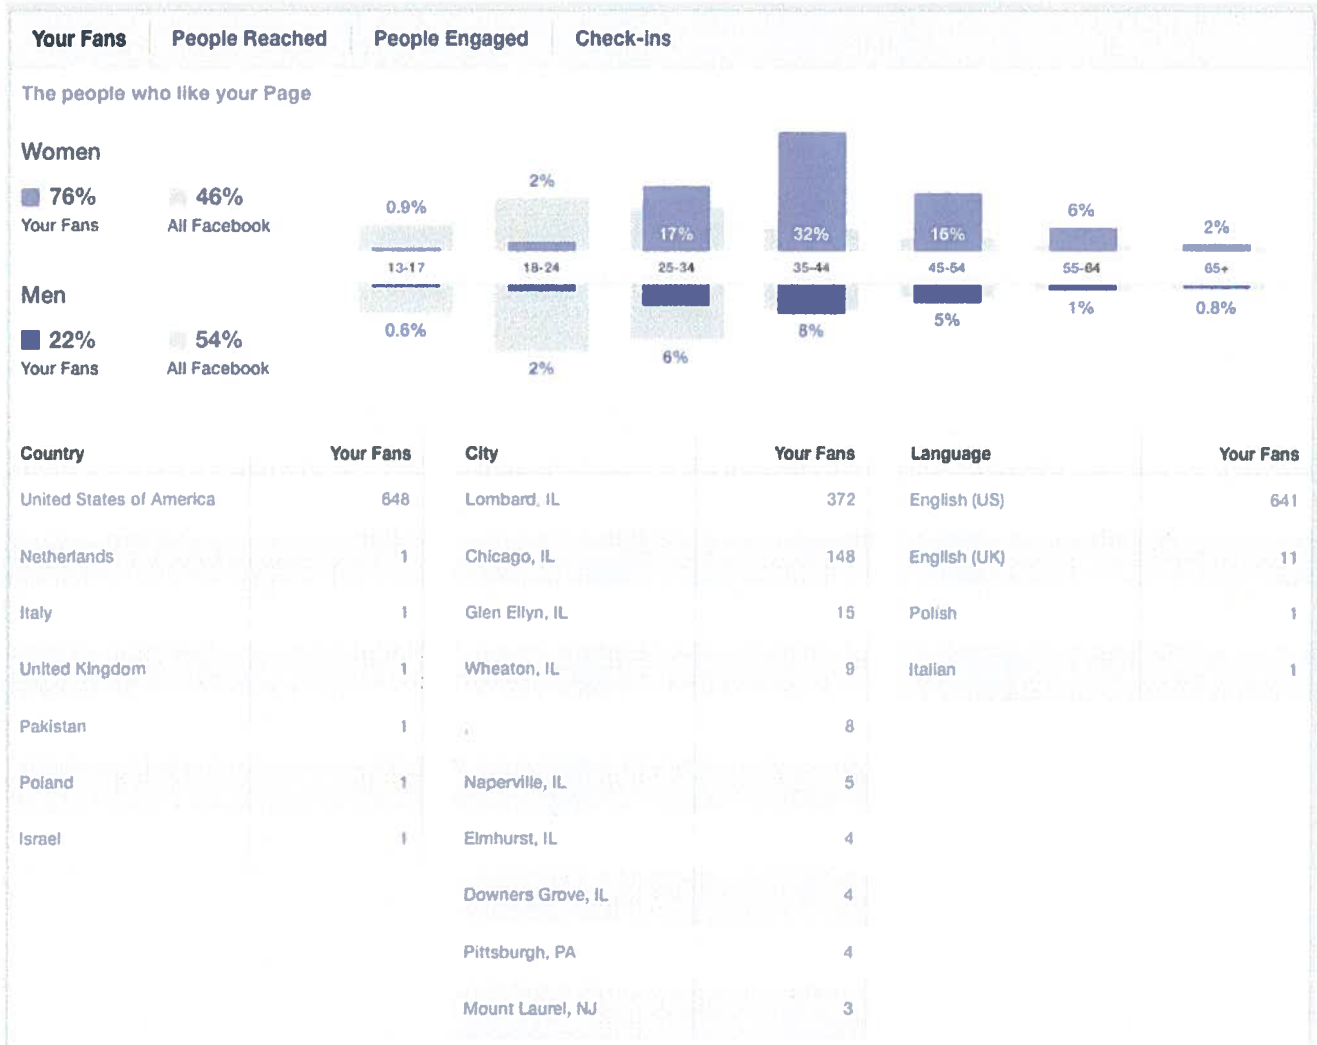 Your Fans People Reached People Engaged Check-ins
The people who like your Page
Women
76% 46%
Your Fans All Facebook
0.9% 2% 17% 32% 16% 6% 2%
13-17 18-24 25-34 35-44 45-54 55-64 65+
Men
22% 54%
Your Fans All Facebook
0.6% 2% 6% 8% 5% 1% 0.8%
Country Your Fans City Your Fans Language Your Fans
United States of America 648 Lombard, IL 372 English (US) 641
Netherlands 1 Chicago, IL 148 English (UK) 11
Italy 1 Glen Ellyn, IL 15 Polish 1
United Kingdom 1 Wheaton, IL 9 Italian 1
Pakistan 1 , 8
Poland 1 Naperville, IL 5
Israel 1 Elmhurst, IL 4
Downers Grove, IL 4
Pittsburgh, PA 4
Mount Laurel, NJ 3